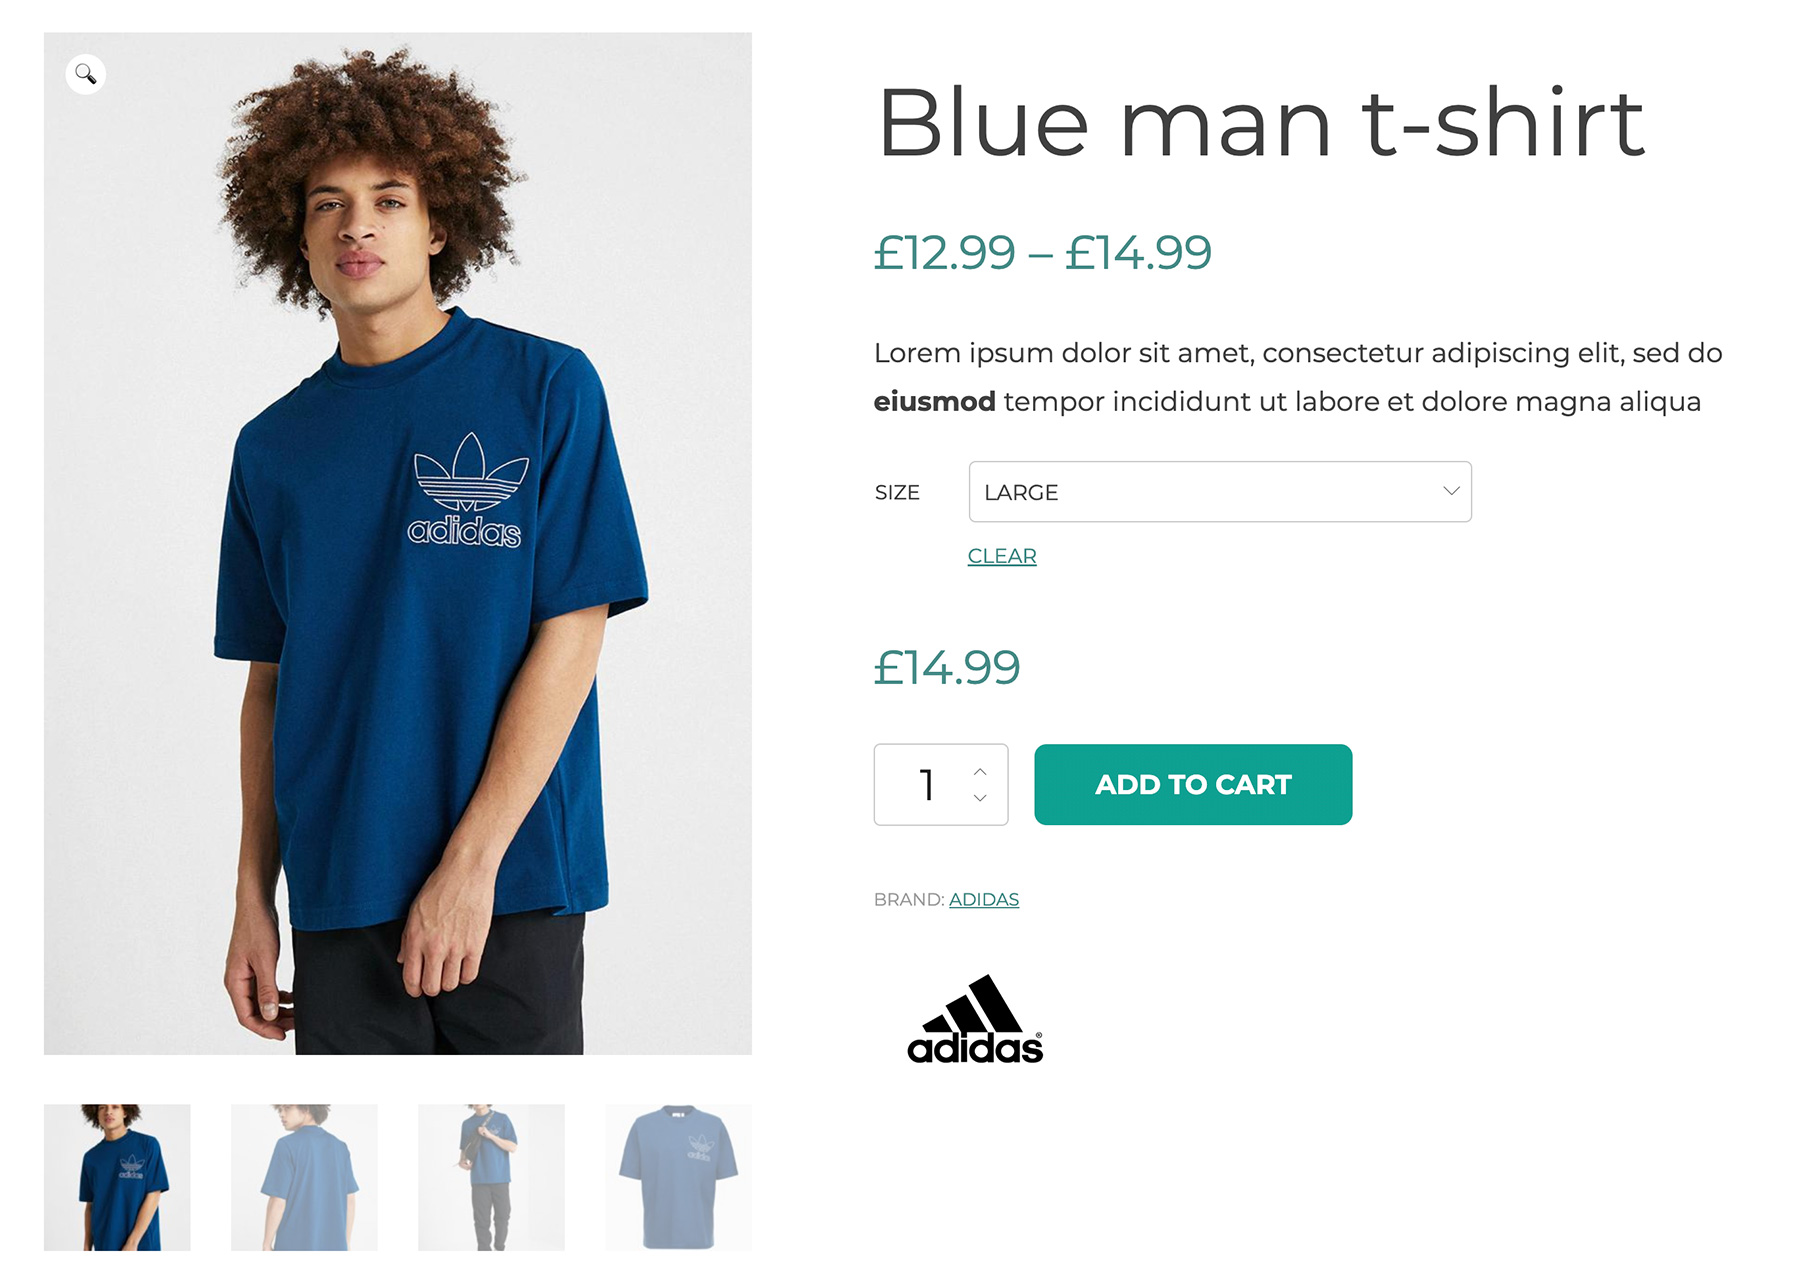 Blue man t-shirt
£12.99 – £14.99
Lorem ipsum dolor sit amet, consectetur adipiscing elit, sed do
eiusmod tempor incididunt ut labore et dolore magna aliqua
SIZE LARGE
CLEAR
£14.99
1 ADD TO CART
BRAND: ADIDAS
adidas®
adidas
adidas
adidas